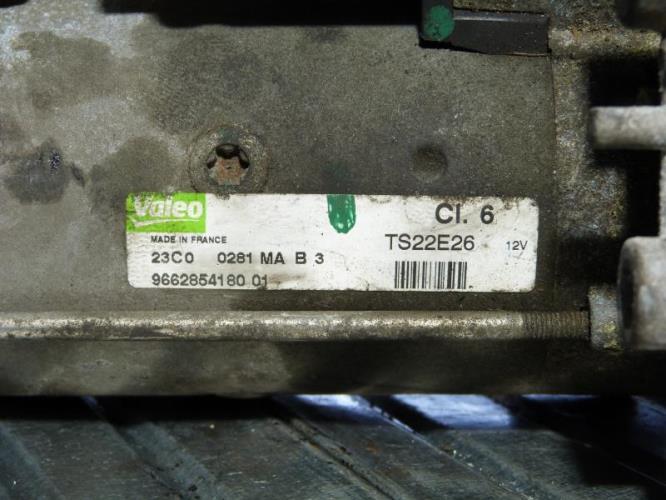 Valeo
Cl. 6
MADE IN FRANCE
TS22E26 12V
23C0 0281 MA B 3
9662854180 01